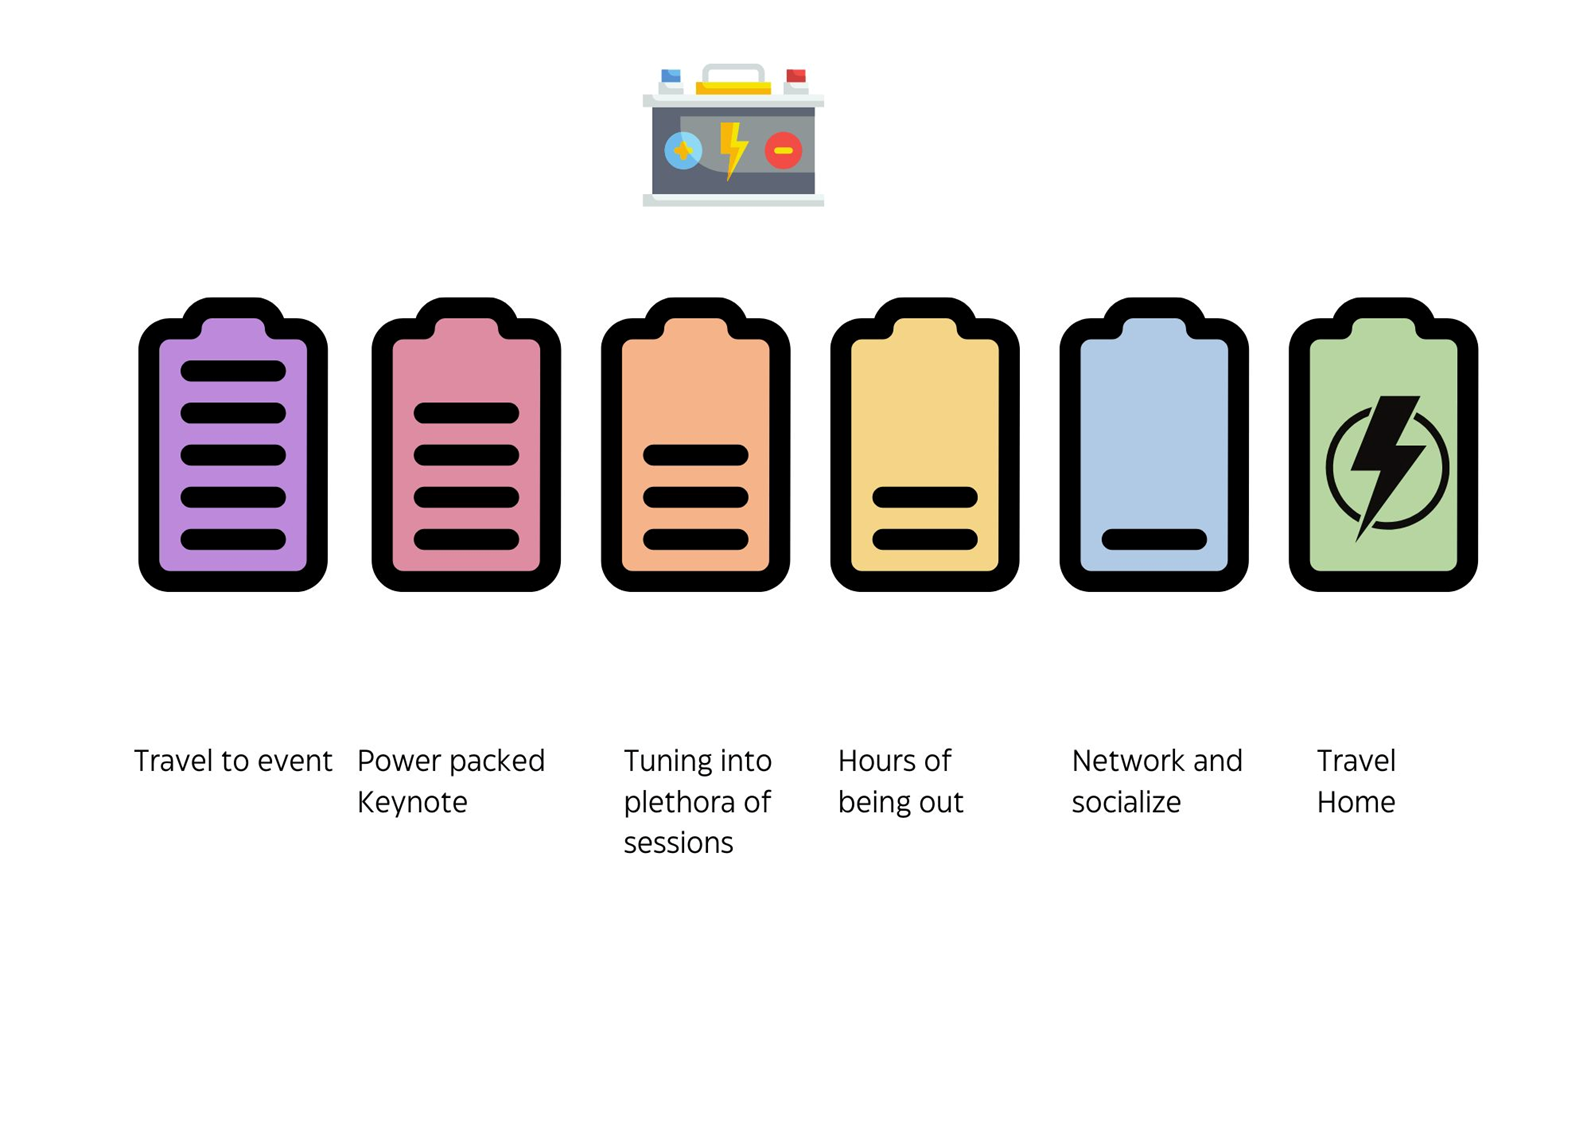 Travel to event
Power packed
Keynote
Tuning into
plethora of
sessions
Hours of
being out
Network and
socialize
Travel
Home